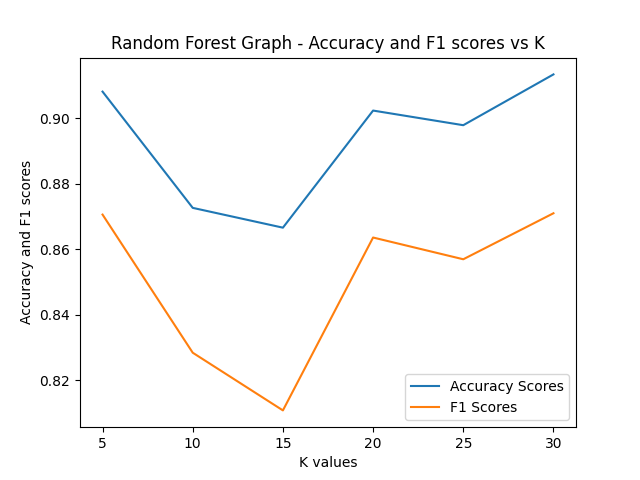 Random Forest Graph - Accuracy and F1 scores vs K
Accuracy and F1 scores
0.90
0.88
0.86
0.84
0.82
Accuracy Scores
F1 Scores
5 10 15 20 25 30
K values